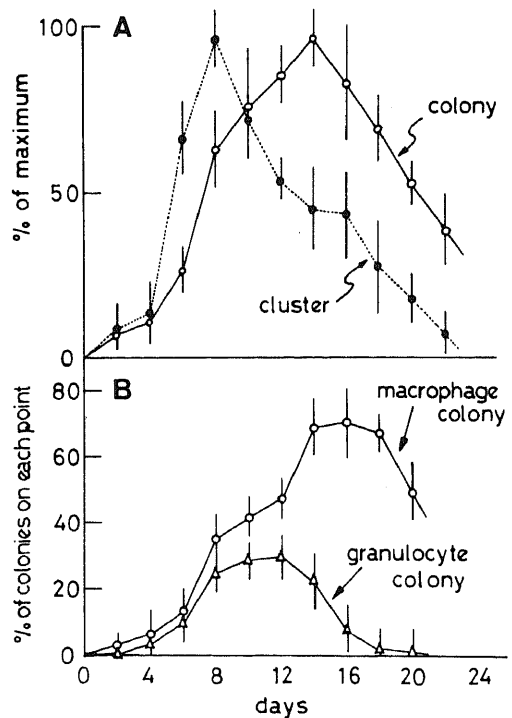 A
100
50
0
% of maximum
colony
cluster
B
80
60
40
20
0
% of colonies on each point
macrophage
colony
granulocyte
colony
0 4 8 12 16 20 24
days